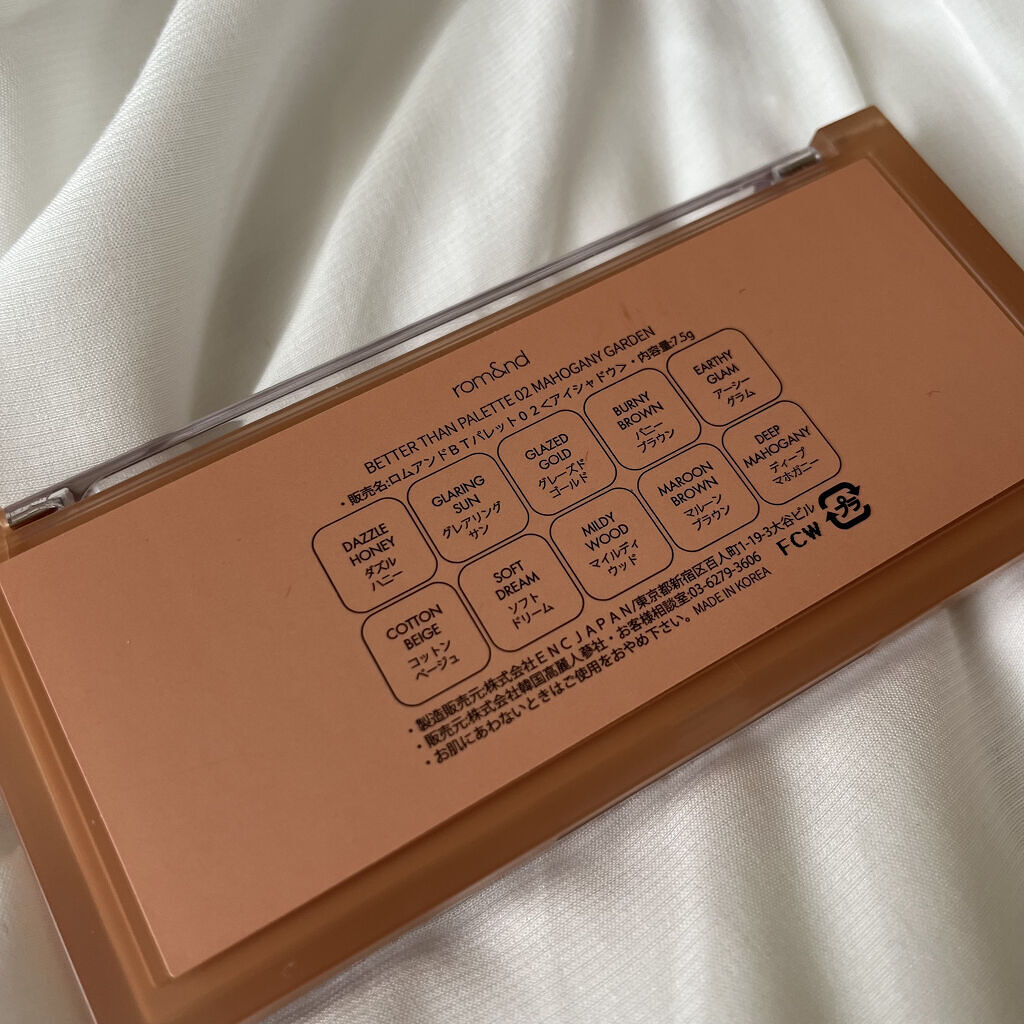 rom&nd
BETTER THAN PALETTE 02 MAHOGANY GARDEN
・販売名:ロムアンドBTパレット02<アイシャドウ>・内容量:7.5g
DAZZLE
HONEY
ダズル
ハニー
GLARING
SUN
グレアリング
サン
GLAZED
GOLD
グレーズド
ゴールド
BURNY
BROWN
バニー
ブラウン
EARTHY
GLAM
アーシー
グラム
COTTON
BEIGE
コットン
ベージュ
SOFT
DREAM
ソフト
ドリーム
MILDY
WOOD
マイルディ
ウッド
MAROON
BROWN
マルーン
ブラウン
DEEP
MAHOGANY
ディープ
マホガニー
・製造販売元:株式会社ENCJAPAN/東京都新宿区百人町1-19-3大谷ビル
・販売元:株式会社韓国高麗人蔘社・お客様相談室:03-6279-3606
・お肌にあわないときはご使用をおやめ下さい。MADE IN KOREA
FCW
プラ